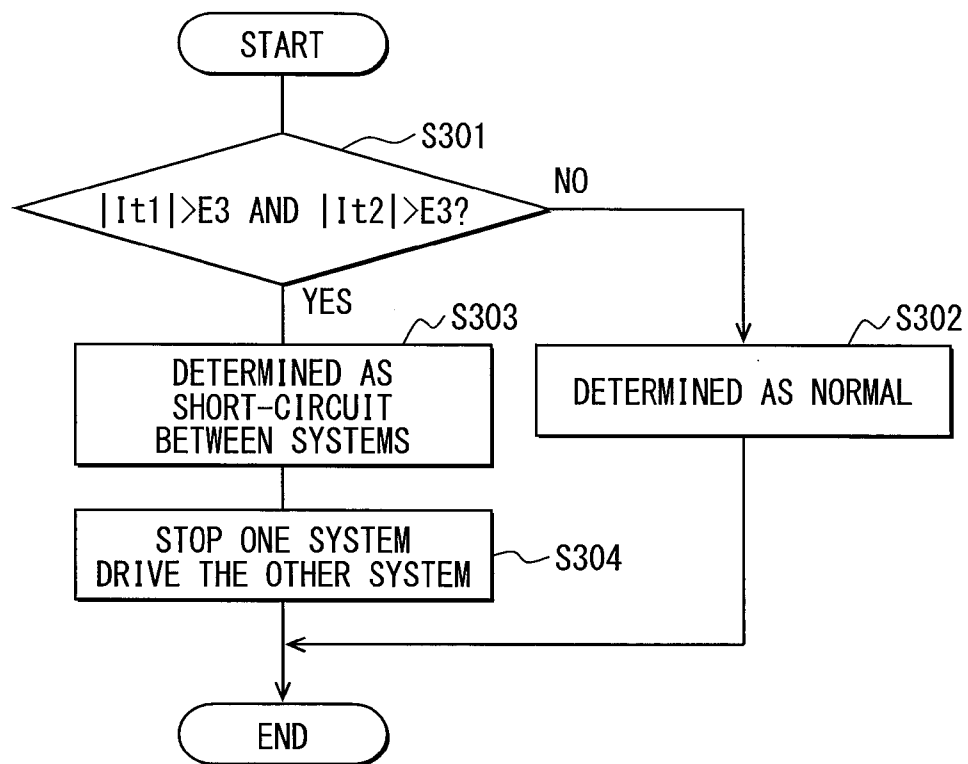 START
S301
|It1|>E3 AND |It2|>E3?
NO
YES
S303
S302
DETERMINED AS
SHORT-CIRCUIT
BETWEEN SYSTEMS
DETERMINED AS NORMAL
STOP ONE SYSTEM
DRIVE THE OTHER SYSTEM
S304
END